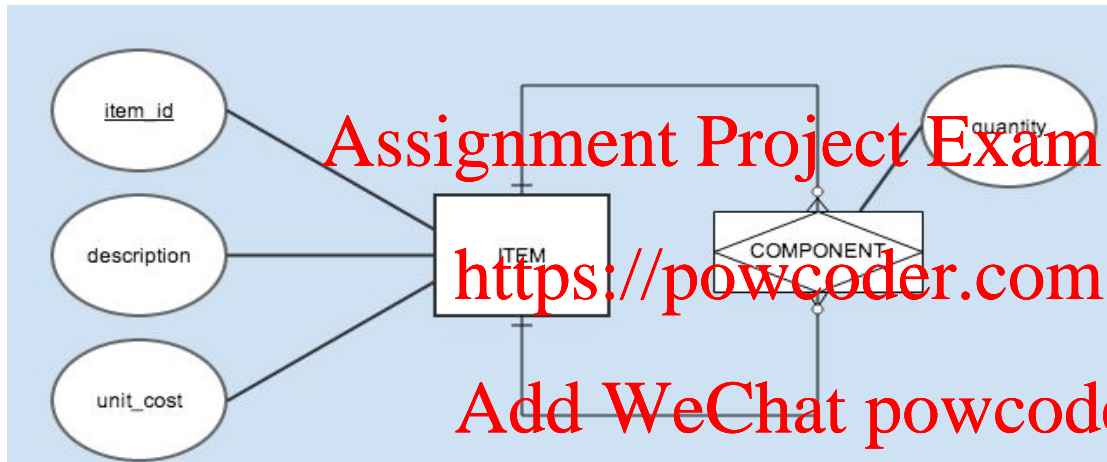 item_id
quantity
Assignment Project Exam
description
ITEM
COMPONENT
https://powcoder.com
unit_cost
Add WeChat powcode